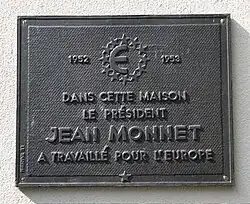 1952 1953
DANS CETTE MAISON
LE PRÉSIDENT
JEAN MONNET
A TRAVAILLÉ POUR L'EUROPE